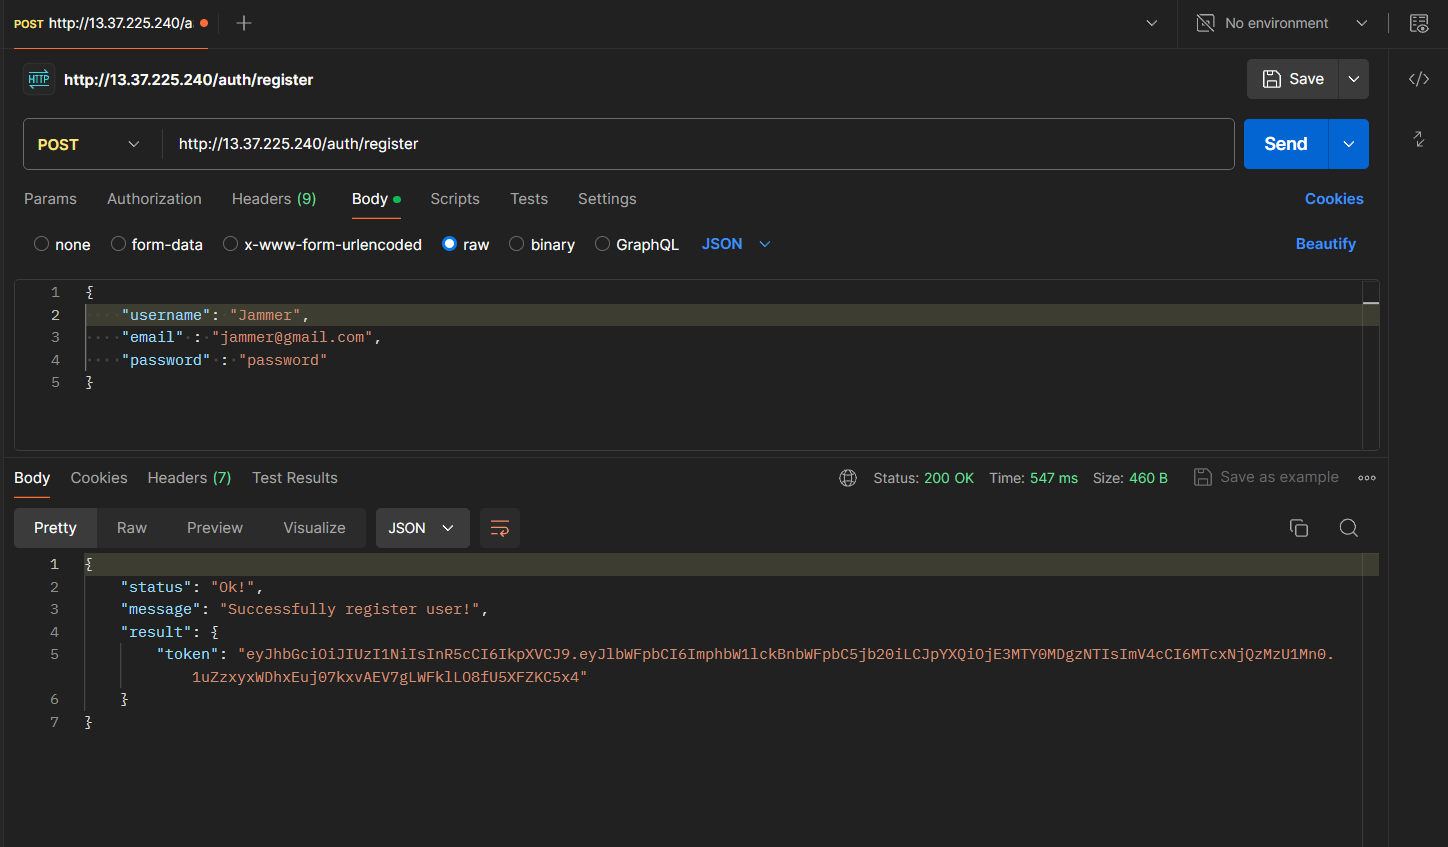 POST http://13.37.225.240/a
No environment
HTTP http://13.37.225.240/auth/register
Save
POST http://13.37.225.240/auth/register
Send
Params Authorization Headers (9) Body Scripts Tests Settings Cookies
none form-data x-www-form-urlencoded raw binary GraphQL JSON Beautify
1 {
2 "username": "Jammer",
3 "email" : "jammer@gmail.com",
4 "password" : "password"
5 }
Body Cookies Headers (7) Test Results Status: 200 OK Time: 547 ms Size: 460 B Save as example
Pretty Raw Preview Visualize JSON
1 {
2 "status": "Ok!",
3 "message": "Successfully register user!",
4 "result": {
5 "token": "eyJhbGciOiJIUzI1NiIsInR5cCI6IkpXVCJ9.eyJlbWFpbCI6ImphbW1lckBnbWFpbC5jb20iLCJpYXQiOjE3MTY0MDgzNTIsImV4cCI6MTcxNjQzMzU1Mn0.
1uZzxyxWDhxEuj07kxvAEV7gLWFklLO8fU5XFZKC5x4"
6 }
7 }